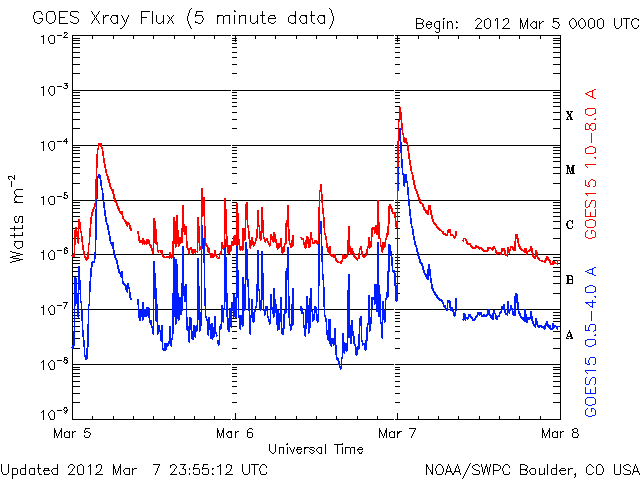 GOES Xray Flux (5 minute data)
Begin: 2012 Mar 5 0000 UTC
10⁻²
10⁻³
10⁻⁴
10⁻⁵
10⁻⁶
10⁻⁷
10⁻⁸
10⁻⁹
Watts m⁻²
X
M
C
B
A
GOES15 1.0–8.0 A
GOES15 0.5–4.0 A
Mar 5
Mar 6
Mar 7
Mar 8
Universal Time
Updated 2012 Mar 7 23:55:12 UTC
NOAA/SWPC Boulder, CO USA